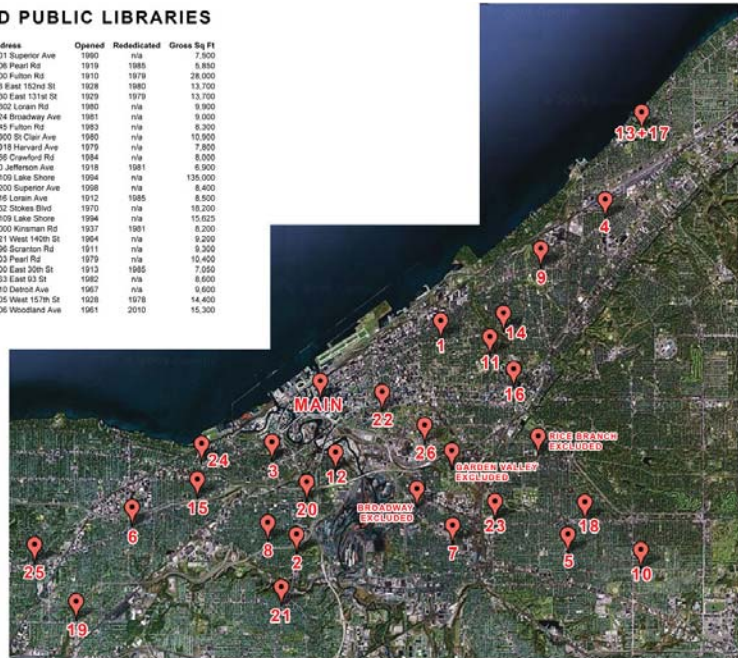 D PUBLIC LIBRARIES
dress Opened Rededicated Gross Sq Ft
01 Superior Ave 1990 n/a 7,500
06 Pearl Rd 1919 1985 5,850
00 Fulton Rd 1910 1979 28,000
East 152nd St 1928 1980 13,700
30 East 131st St 1929 1979 13,700
302 Lorain Rd 1980 n/a 9,900
24 Broadway Ave 1981 n/a 9,000
45 Fulton Rd 1983 n/a 8,300
900 St Clair Ave 1980 n/a 10,900
918 Harvard Ave 1979 n/a 7,800
56 Crawford Rd 1984 n/a 8,000
0 Jefferson Ave 1918 1981 6,900
109 Lake Shore 1994 n/a 135,000
200 Superior Ave 1998 n/a 8,400
16 Lorain Ave 1912 1985 8,500
62 Stokes Blvd 1970 n/a 18,200
109 Lake Shore 1994 n/a 15,625
000 Kinsman Rd 1937 1981 8,200
21 West 140th St 1964 n/a 9,200
96 Scranton Rd 1911 n/a 9,300
03 Pearl Rd 1979 n/a 10,400
00 East 30th St 1913 1985 7,050
63 East 93 St 1982 n/a 8,600
10 Detroit Ave 1967 n/a 9,600
05 West 157th St 1928 1978 14,400
06 Woodland Ave 1961 2010 15,300
13+17
4
9
1
14
11
16
MAIN
22
26
RICE BRANCH
EXCLUDED
24
3
12
GARDEN VALLEY
EXCLUDED
15
20
BROADWAY
EXCLUDED
23
18
6
8
2
7
5
10
25
21
19